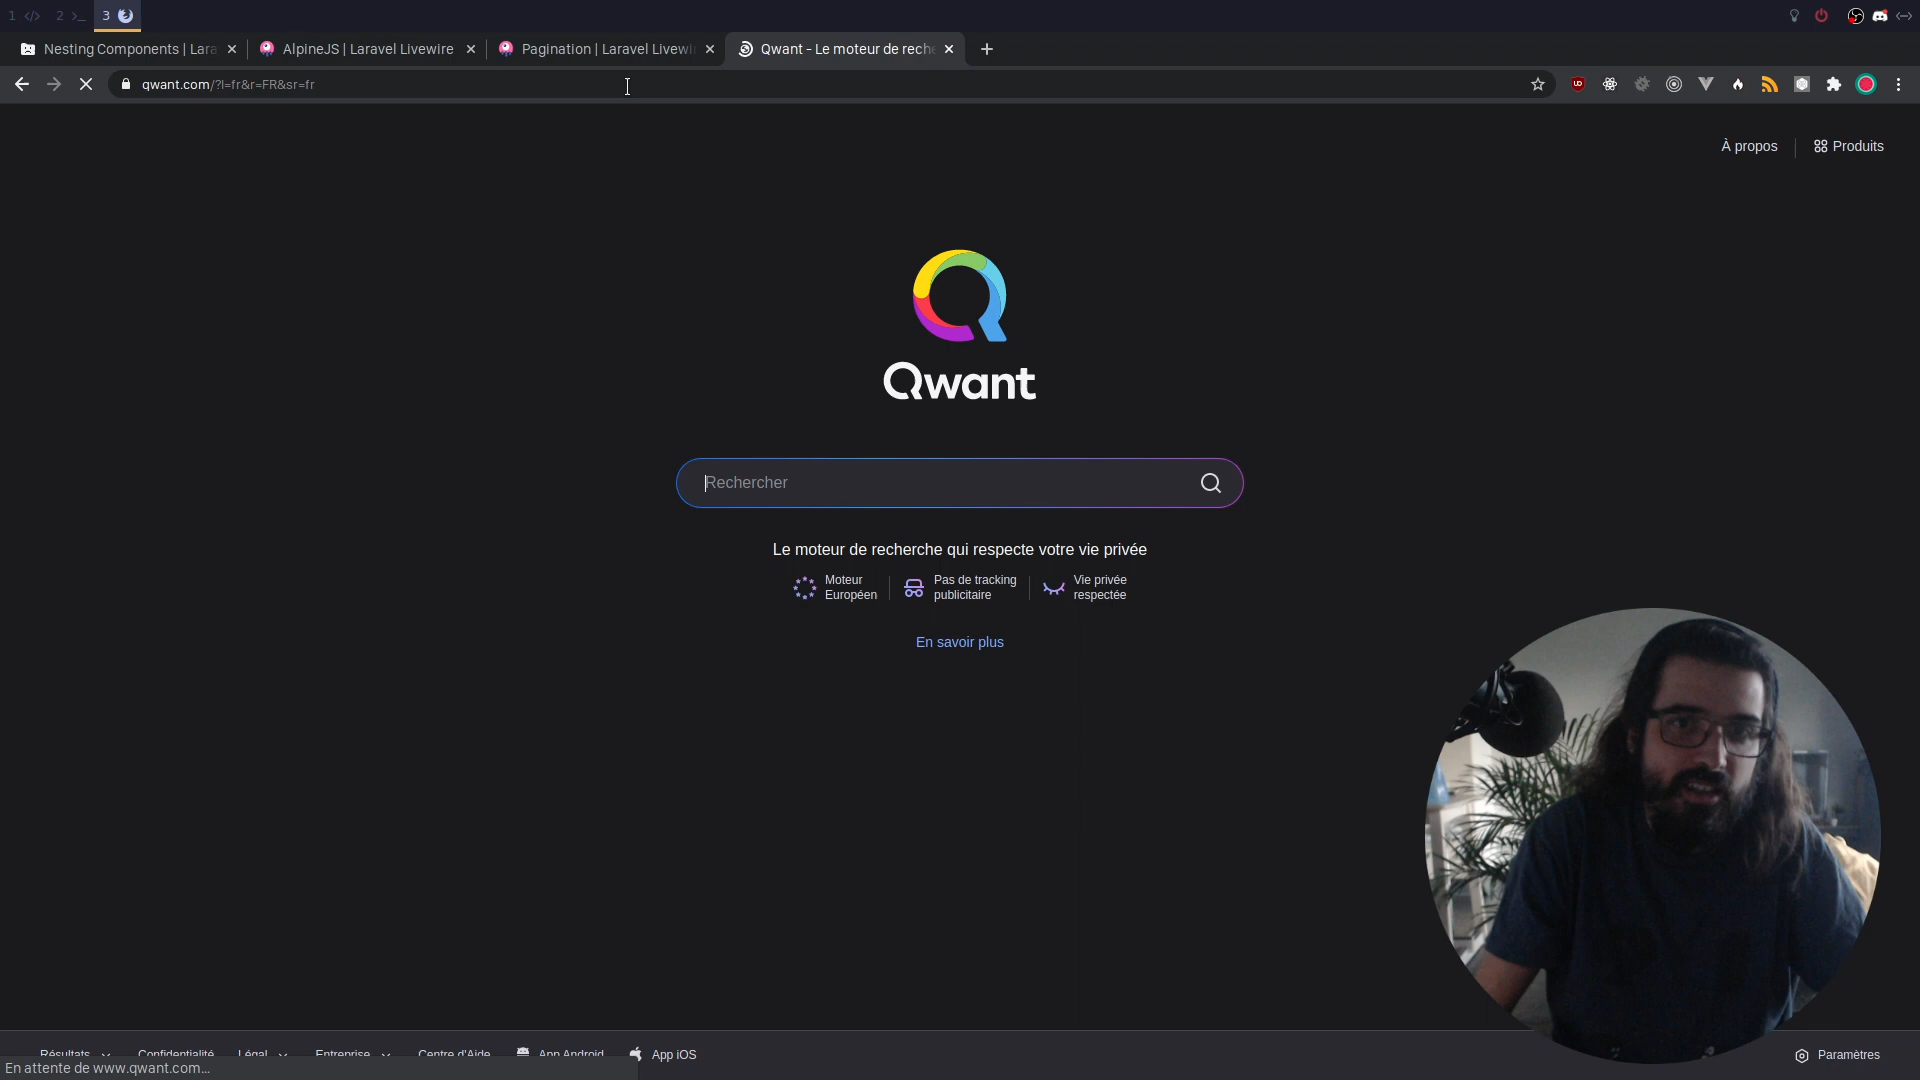 1
2
3
Nesting Components | Lara
AlpineJS | Laravel Livewire
Pagination | Laravel Livewi
Qwant - Le moteur de rech
qwant.com/?l=fr&r=FR&sr=fr
À propos
Produits
Qwant
Rechercher
Le moteur de recherche qui respecte votre vie privée
Moteur
Européen
Pas de tracking
publicitaire
Vie privée
respectée
En savoir plus
Résultats
Confidentialité
Légal
Entreprise
Centre d'Aide
App Android
App iOS
Paramètres
En attente de www.qwant.com...